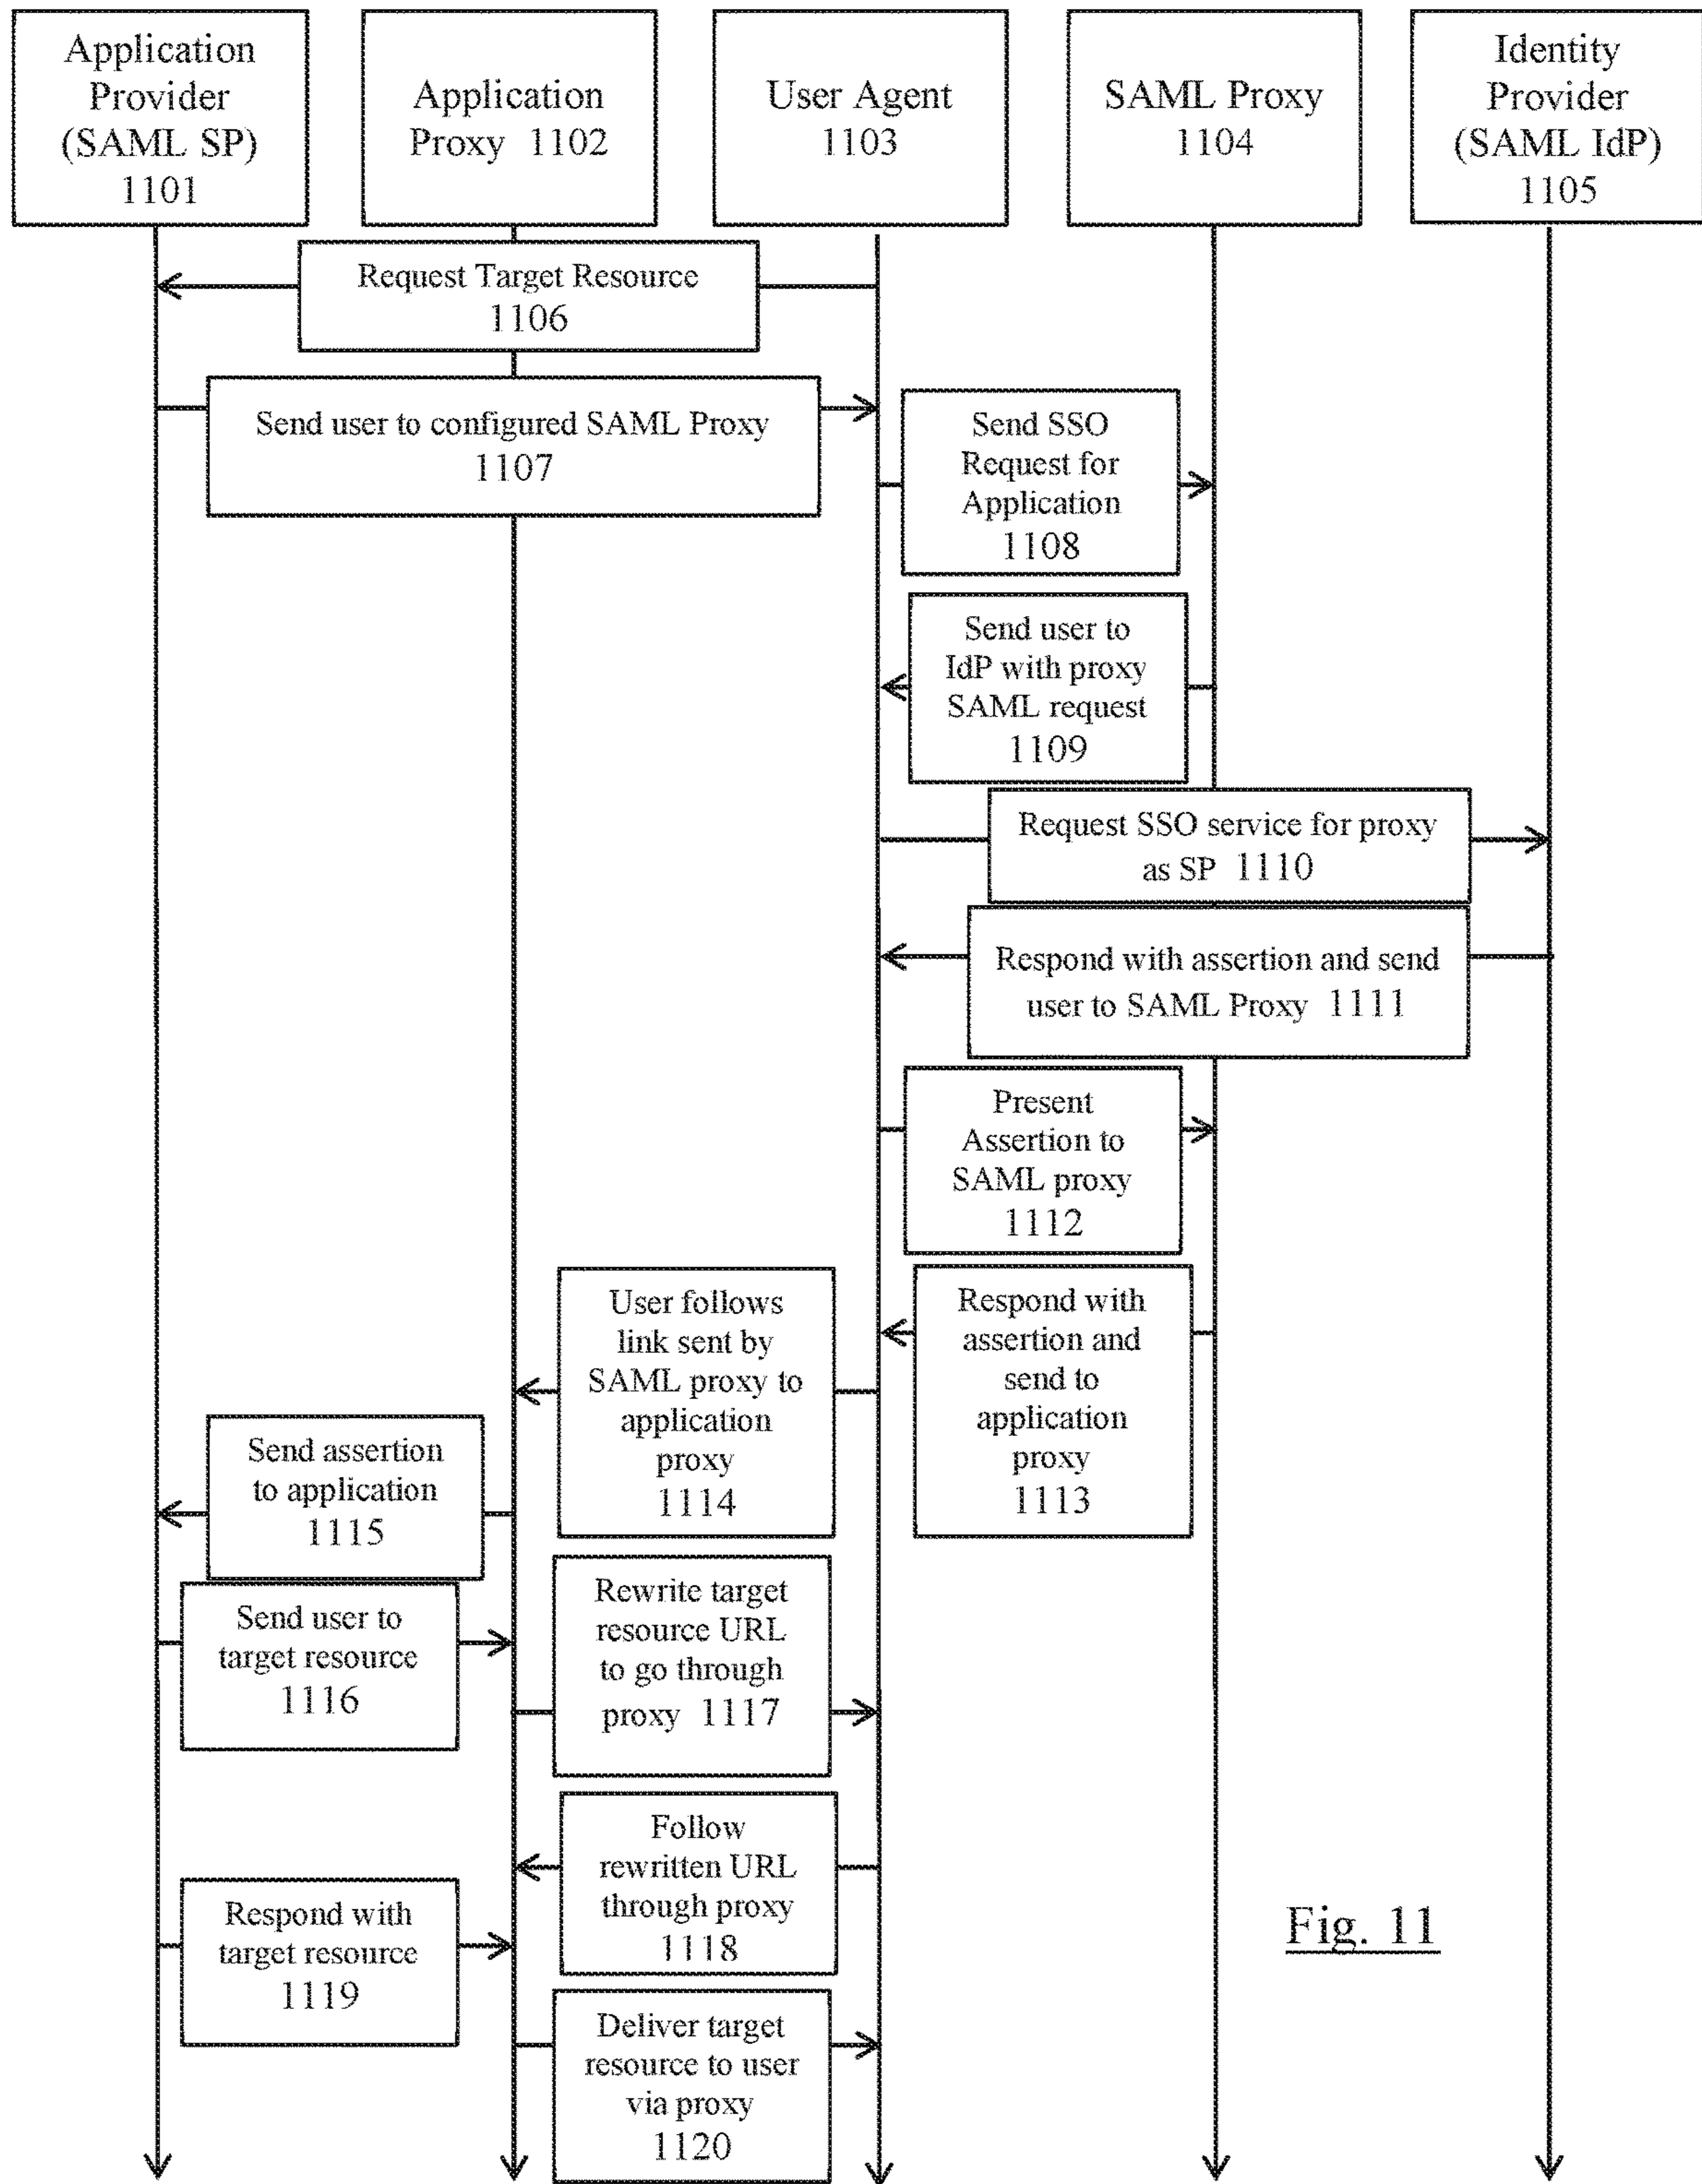 Application
Provider
(SAML SP)
1101
Application
Proxy 1102
User Agent
1103
SAML Proxy
1104
Identity
Provider
(SAML IdP)
1105
Request Target Resource
1106
Send user to configured SAML Proxy
1107
Send SSO
Request for
Application
1108
Send user to
IdP with proxy
SAML request
1109
Request SSO service for proxy
as SP 1110
Respond with assertion and send
user to SAML Proxy 1111
Present
Assertion to
SAML proxy
1112
Respond with
assertion and
send to
application
proxy
1113
User follows
link sent by
SAML proxy to
application
proxy
1114
Send assertion
to application
1115
Send user to
target resource
1116
Rewrite target
resource URL
to go through
proxy 1117
Follow
rewritten URL
through proxy
1118
Respond with
target resource
1119
Deliver target
resource to user
via proxy
1120
Fig. 11